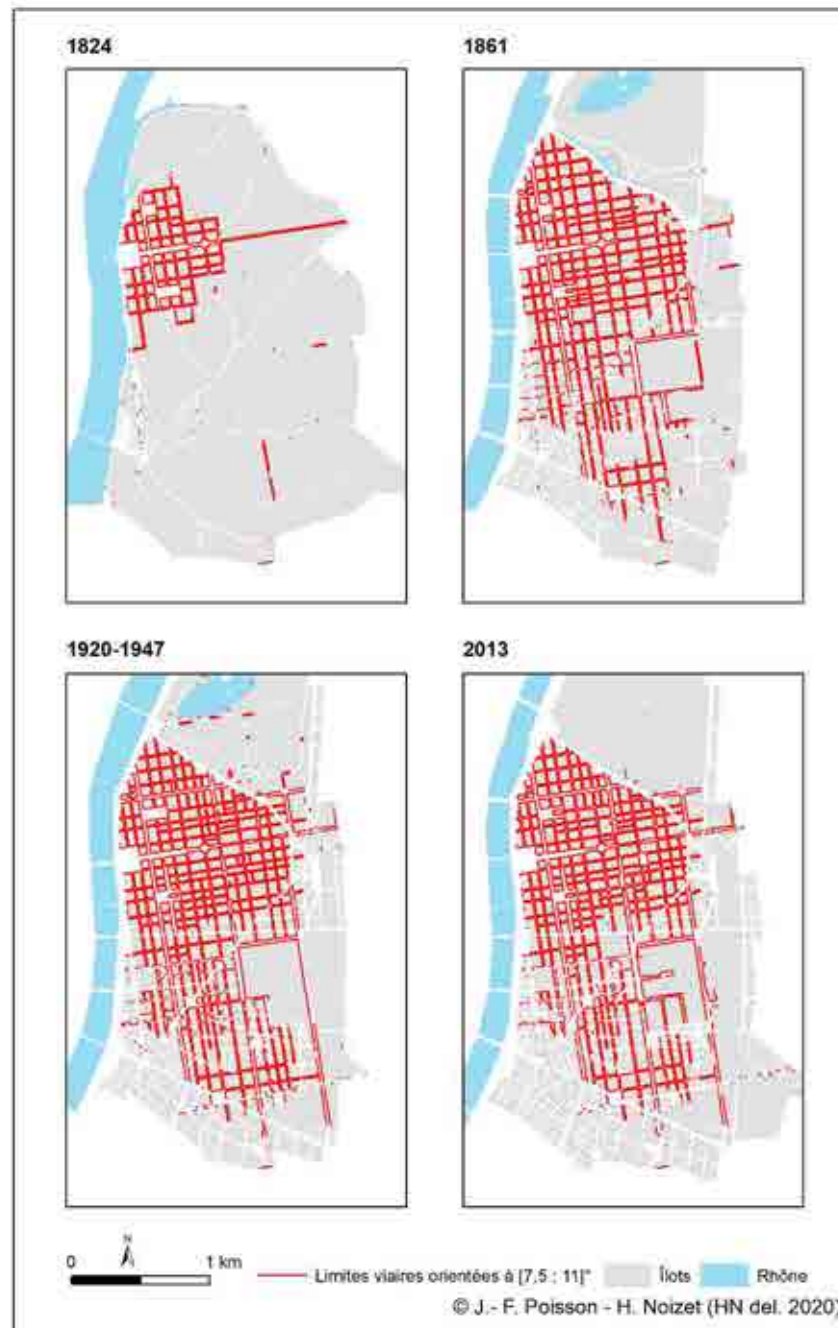 1824
1861
1920-1947
2013
N
0 1 km
Limites viaires orientées à [7,5 : 11]°
Îlots
Rhône
© J.- F. Poisson - H. Noizet (HN del. 2020)